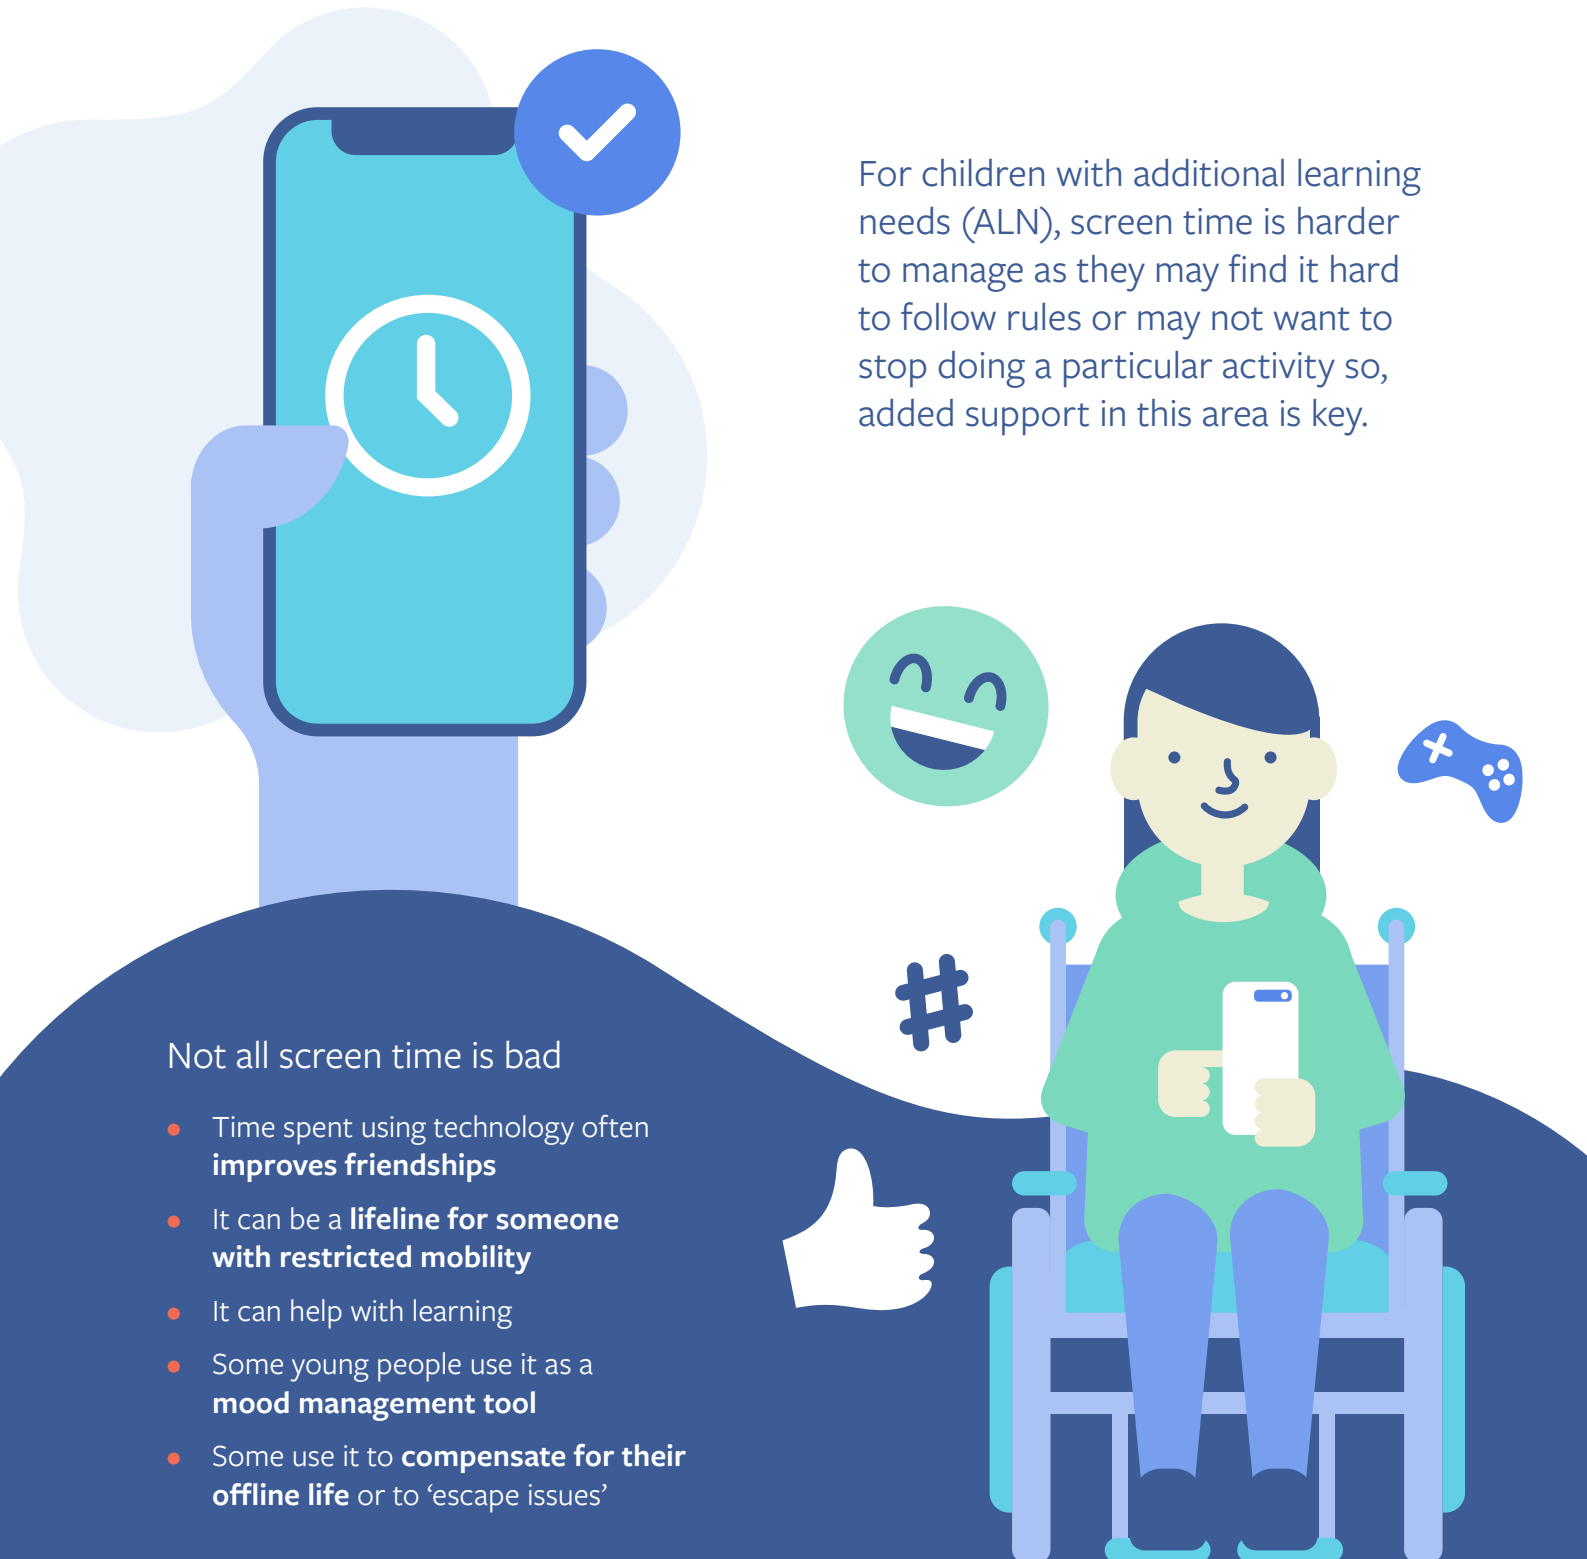 For children with additional learning
needs (ALN), screen time is harder
to manage as they may find it hard
to follow rules or may not want to
stop doing a particular activity so,
added support in this area is key.
Not all screen time is bad
• Time spent using technology often
improves friendships
• It can be a lifeline for someone
with restricted mobility
• It can help with learning
• Some young people use it as a
mood management tool
• Some use it to compensate for their
offline life or to ‘escape issues’